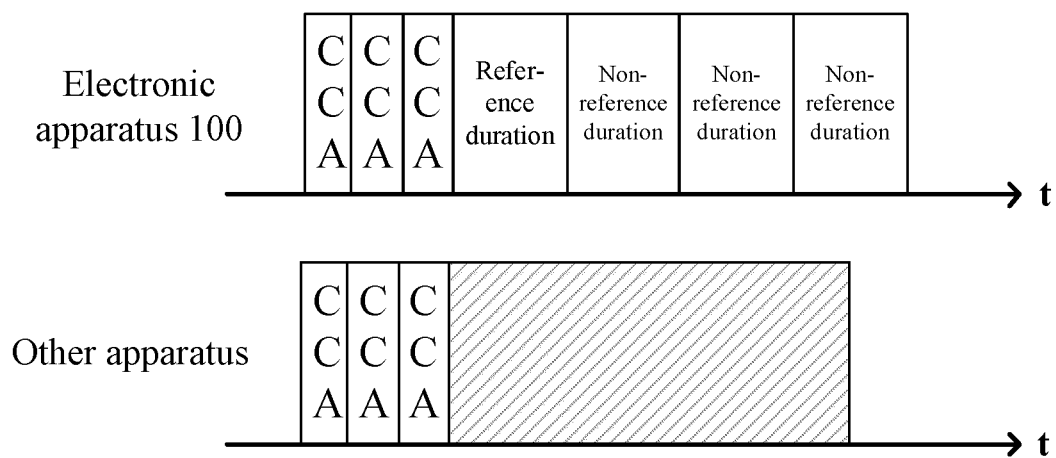 Electronic
apparatus 100
C C C
C C C
A A A
Refer-
ence
duration
Non-
reference
duration
Non-
reference
duration
Non-
reference
duration
t
Other apparatus
C C C
C C C
A A A
t